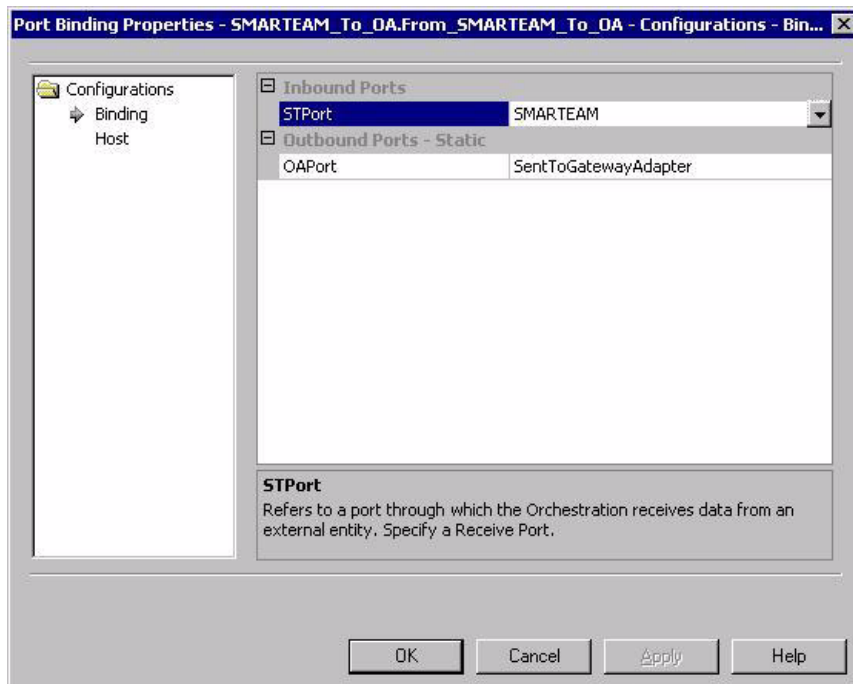 Port Binding Properties - SMARTEAM_To_OA.From_SMARTEAM_To_OA - Configurations - Bin...
Configurations
Binding
Host
Inbound Ports
STPort SMARTEAM
Outbound Ports - Static
OAPort SentToGatewayAdapter
STPort
Refers to a port through which the Orchestration receives data from an
external entity. Specify a Receive Port.
OK Cancel Apply Help